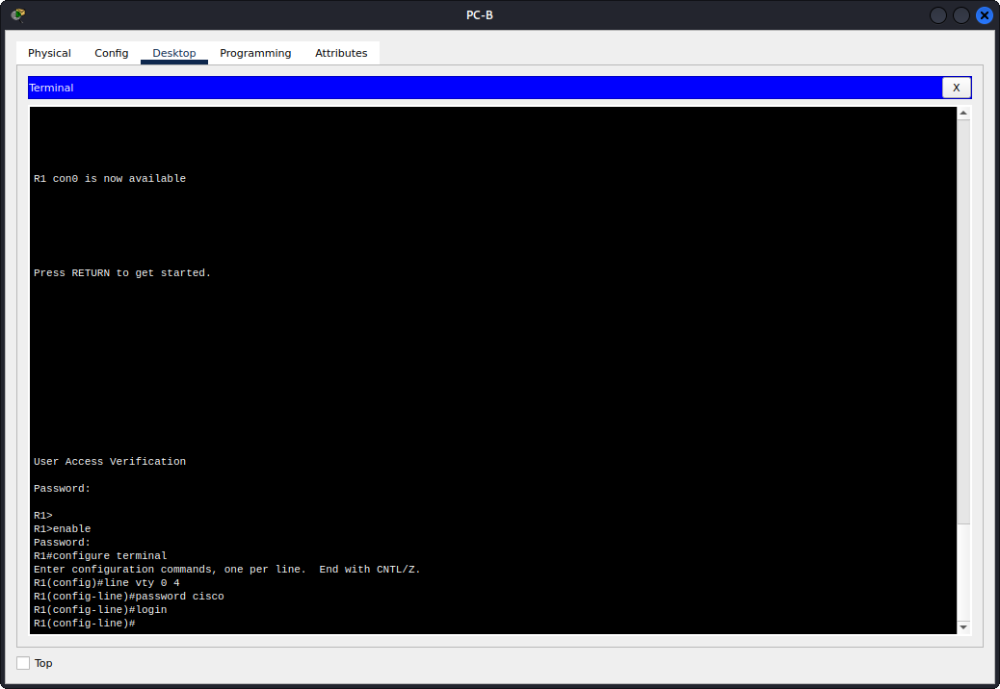 PC-B
Physical Config Desktop Programming Attributes
Terminal X
R1 con0 is now available
Press RETURN to get started.
User Access Verification
Password:
R1>
R1>enable
Password:
R1#configure terminal
Enter configuration commands, one per line.  End with CNTL/Z.
R1(config)#line vty 0 4
R1(config-line)#password cisco
R1(config-line)#login
R1(config-line)#
Top